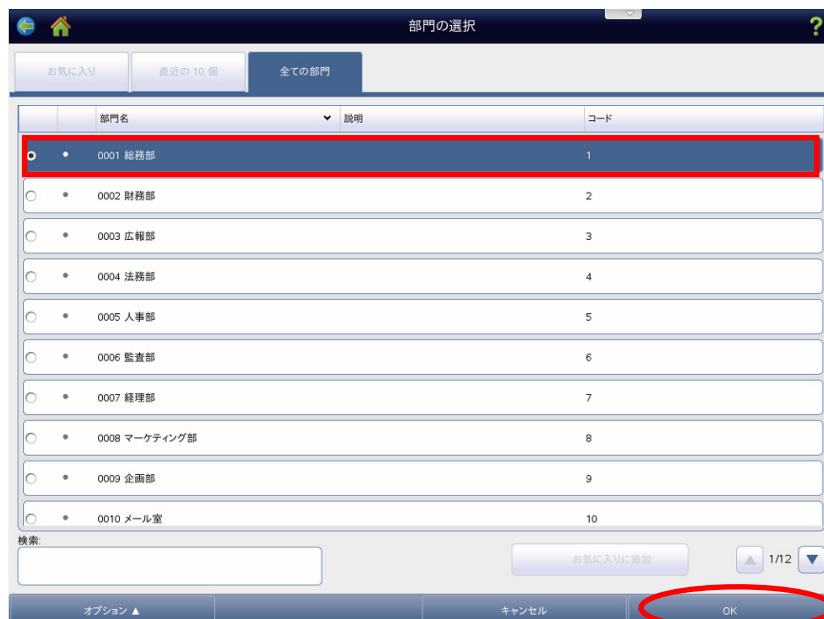 部門の選択 ?
お気に入り 直近の 10 個 全ての部門
部門名 説明 コード
0001 総務部 1
0002 財務部 2
0003 広報部 3
0004 法務部 4
0005 人事部 5
0006 監査部 6
0007 経理部 7
0008 マーケティング部 8
0009 企画部 9
0010 メール室 10
検索:
お気に入りに追加 1/12
オプション ▲ キャンセル OK